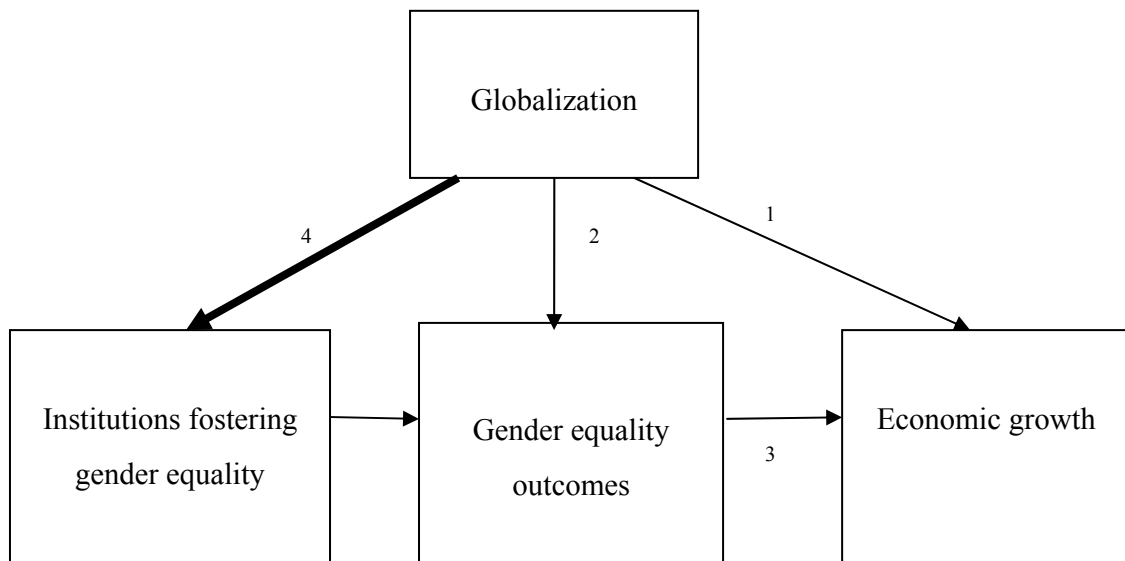 Globalization
4
2
1
Institutions fostering
gender equality
Gender equality
outcomes
Economic growth
3